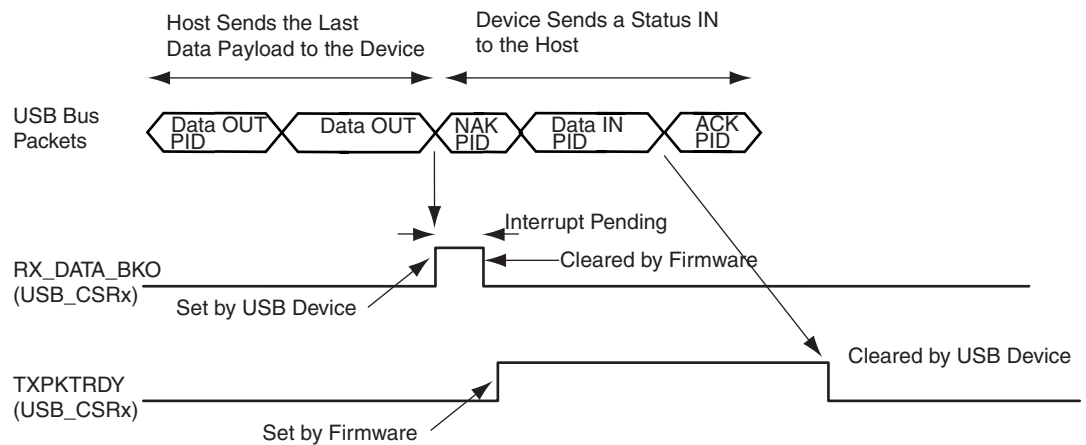 Host Sends the Last
Data Payload to the Device
Device Sends a Status IN
to the Host
USB Bus
Packets
Data OUT
PID
Data OUT
NAK
PID
Data IN
PID
ACK
PID
Interrupt Pending
RX_DATA_BKO
(USB_CSRx)
Cleared by Firmware
Set by USB Device
Cleared by USB Device
TXPKTRDY
(USB_CSRx)
Set by Firmware